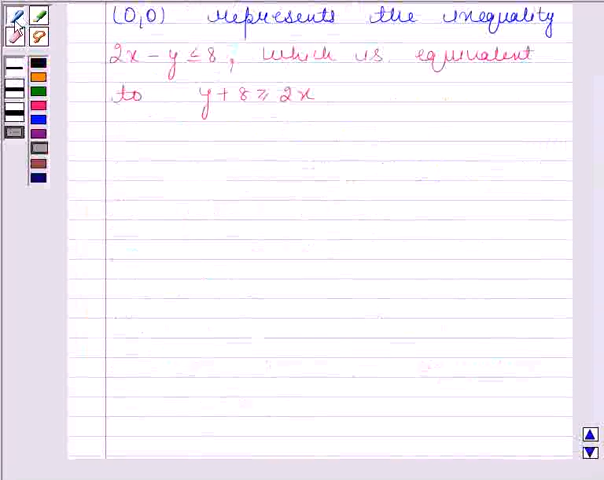 (0,0) represents the inequality
2x - y ≤ 8, which is equivalent
to y + 8 ≥ 2x